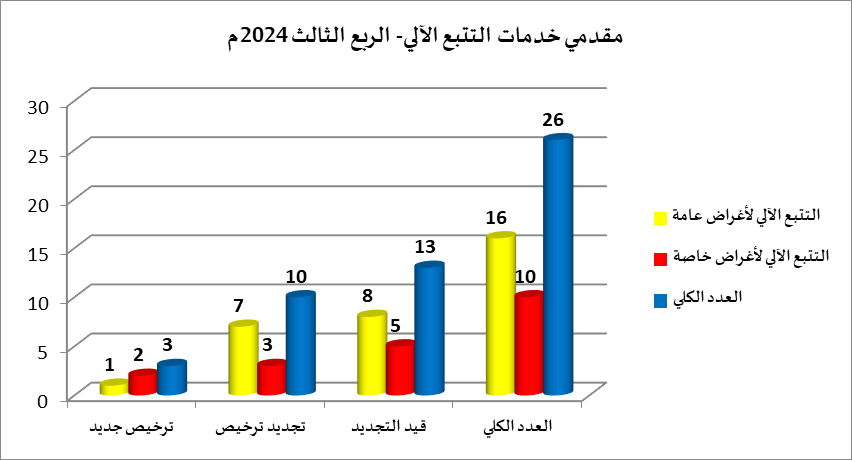 مقدمي خدمات التتبع الآلي- الربع الثالث 2024م
30
25
20
15
10
5
0
1
2
3
7
3
10
8
5
13
16
10
26
ترخيص جديد
تجديد ترخيص
قيد التجديد
العدد الكلي
التتبع الآلي لأغراض عامة
التتبع الآلي لأغراض خاصة
العدد الكلي